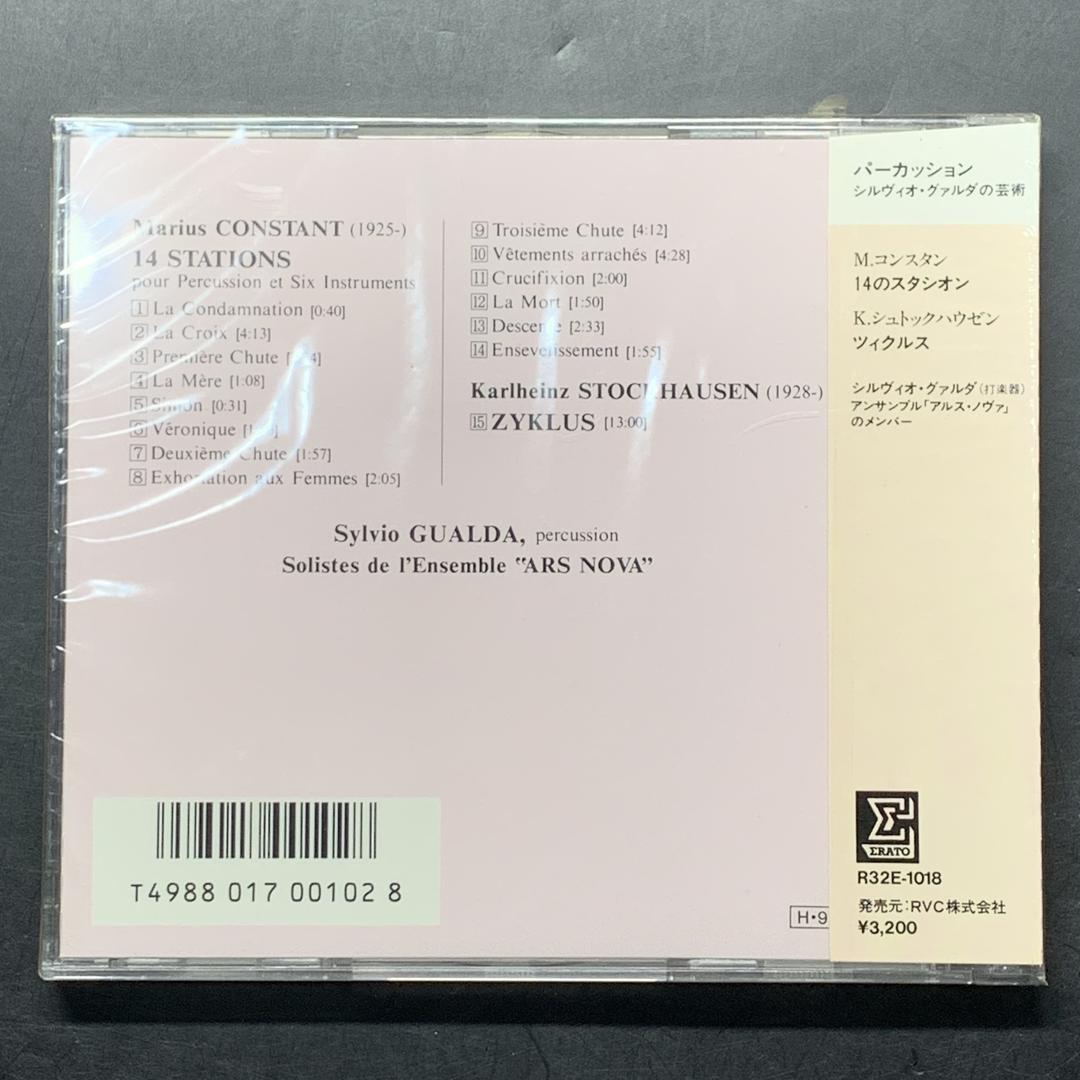 Marius CONSTANT (1925-)
14 STATIONS
pour Percussion et Six Instruments
1 La Condamnation [0:40]
2 La Croix [4:13]
3 Première Chute
4 La Mère [1:08]
5 Simon [0:31]
6 Véronique
7 Deuxième Chute [1:57]
8 Exhortation aux Femmes [2:05]
9 Troisième Chute [4:12]
10 Vêtements arrachés [4:28]
11 Crucifixion [2:00]
12 La Mort [1:50]
13 Descente [2:33]
14 Ensevelissement [1:55]
Karlheinz STOCKHAUSEN (1928-)
15 ZYKLUS [13:00]
Sylvio GUALDA, percussion
Solistes de l'Ensemble "ARS NOVA"
T4988 017 00102 8
H•9
パーカッション
シルヴィオ・グァルダの芸術
M.コンスタン
14のスタシオン
K.シュトックハウゼン
ツィクルス
シルヴィオ・グァルダ(打楽器)
アンサンブル「アルス・ノヴァ」
のメンバー
ΣRATO
R32E-1018
発売元:RVC株式会社
¥3,200